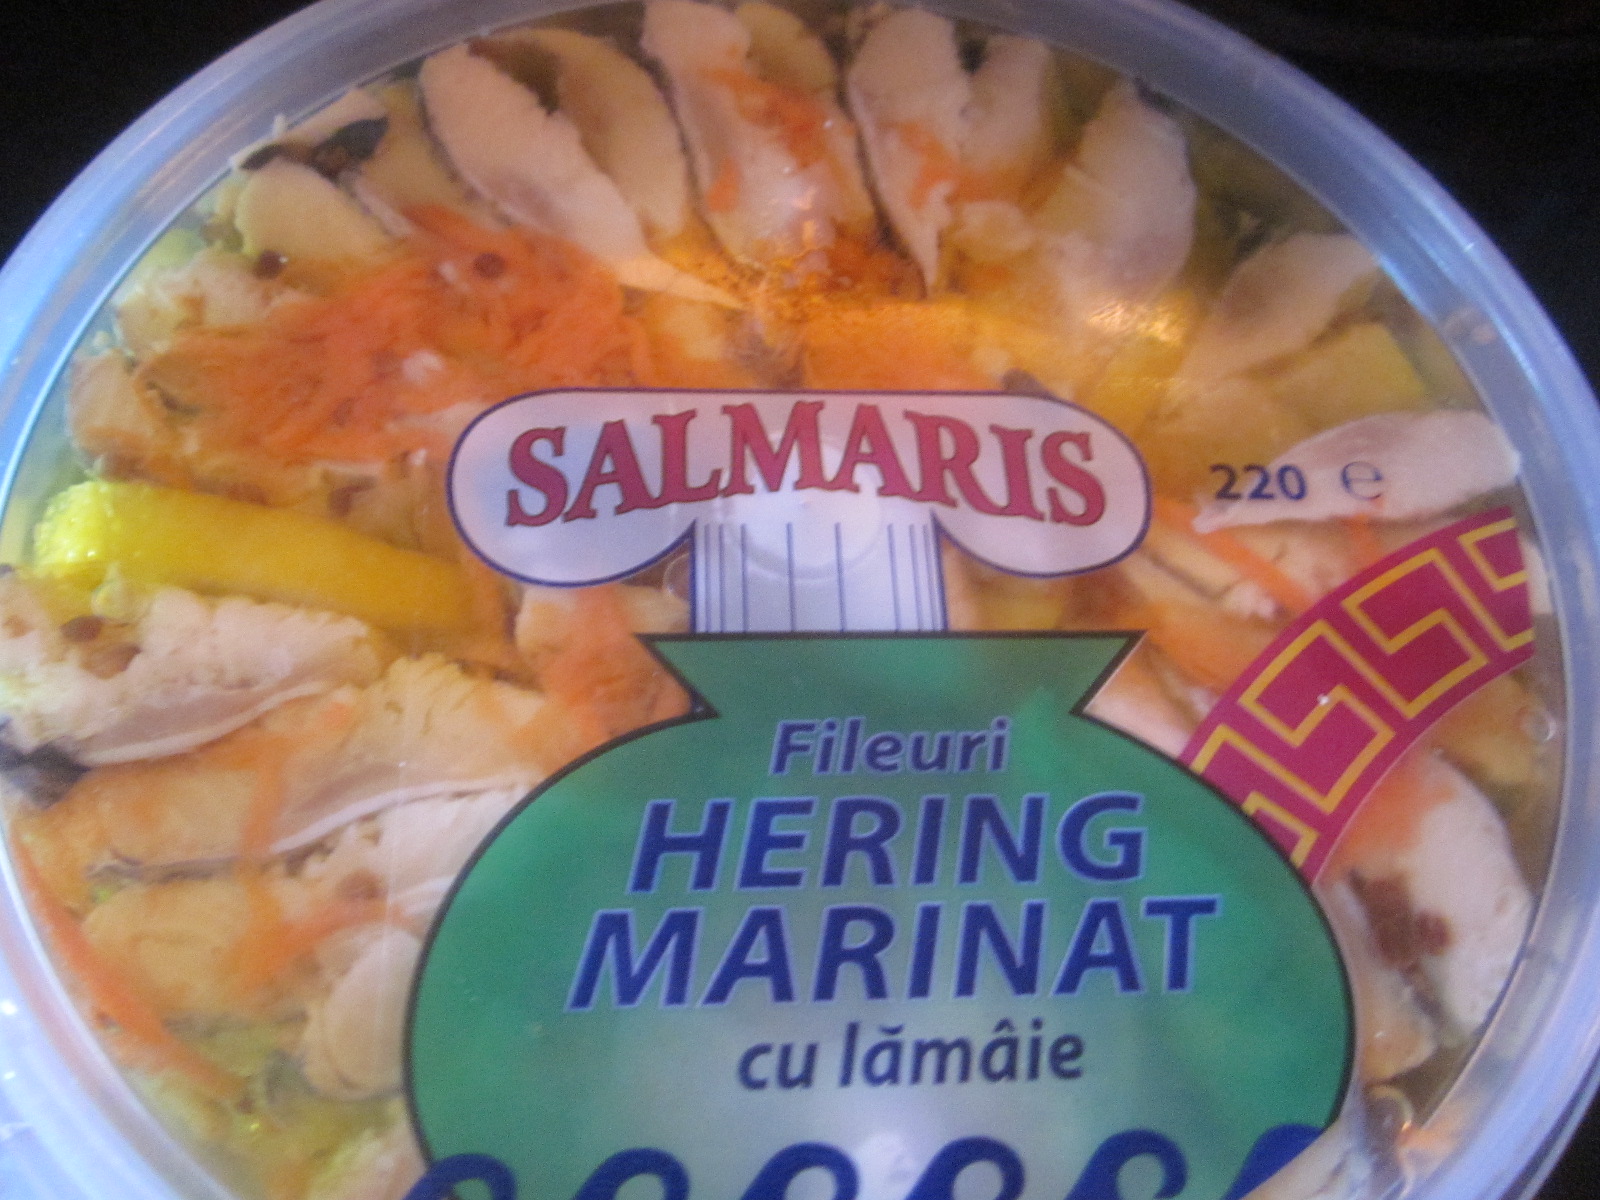 SALMARIS
220 ℮
Fileuri
HERING
MARINAT
cu lămâie